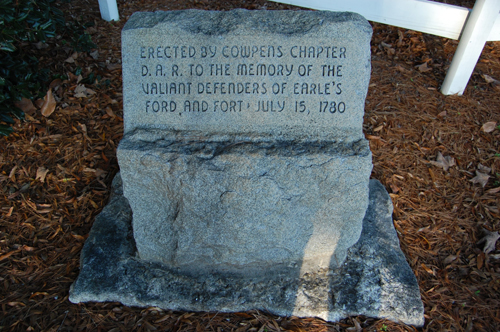 ERECTED BY COWPENS CHAPTER
D. A. R. TO THE MEMORY OF THE
VALIANT DEFENDERS OF EARLE'S
FORD, AND FORT · JULY 15, 1780